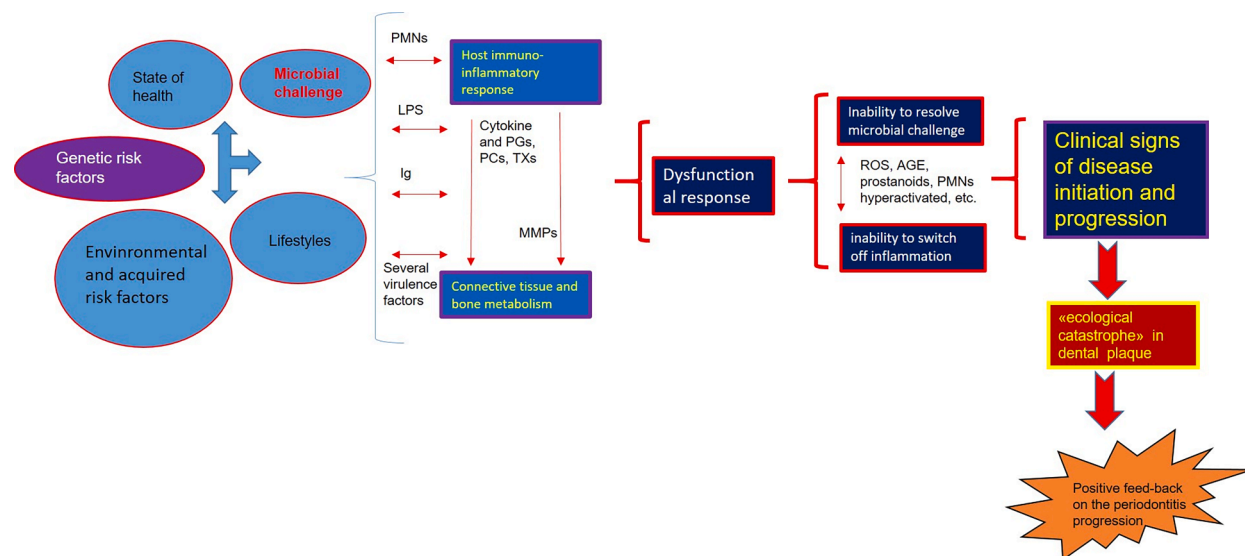 State of
health
Microbial
challenge
Genetic risk
factors
Envinronmental
and acquired
risk factors
Lifestyles
PMNs
LPS
Ig
Several
virulence
factors
Host immuno-
inflammatory
response
Cytokine
and PGs,
PCs, TXs
MMPs
Connective tissue and
bone metabolism
Dysfunction
al response
Inability to resolve
microbial challenge
ROS, AGE,
prostanoids, PMNs
hyperactivated, etc.
inability to switch
off inflammation
Clinical signs
of disease
initiation and
progression
«ecological
catastrophe» in
dental plaque
Positive feed-back
on the periodontitis
progression